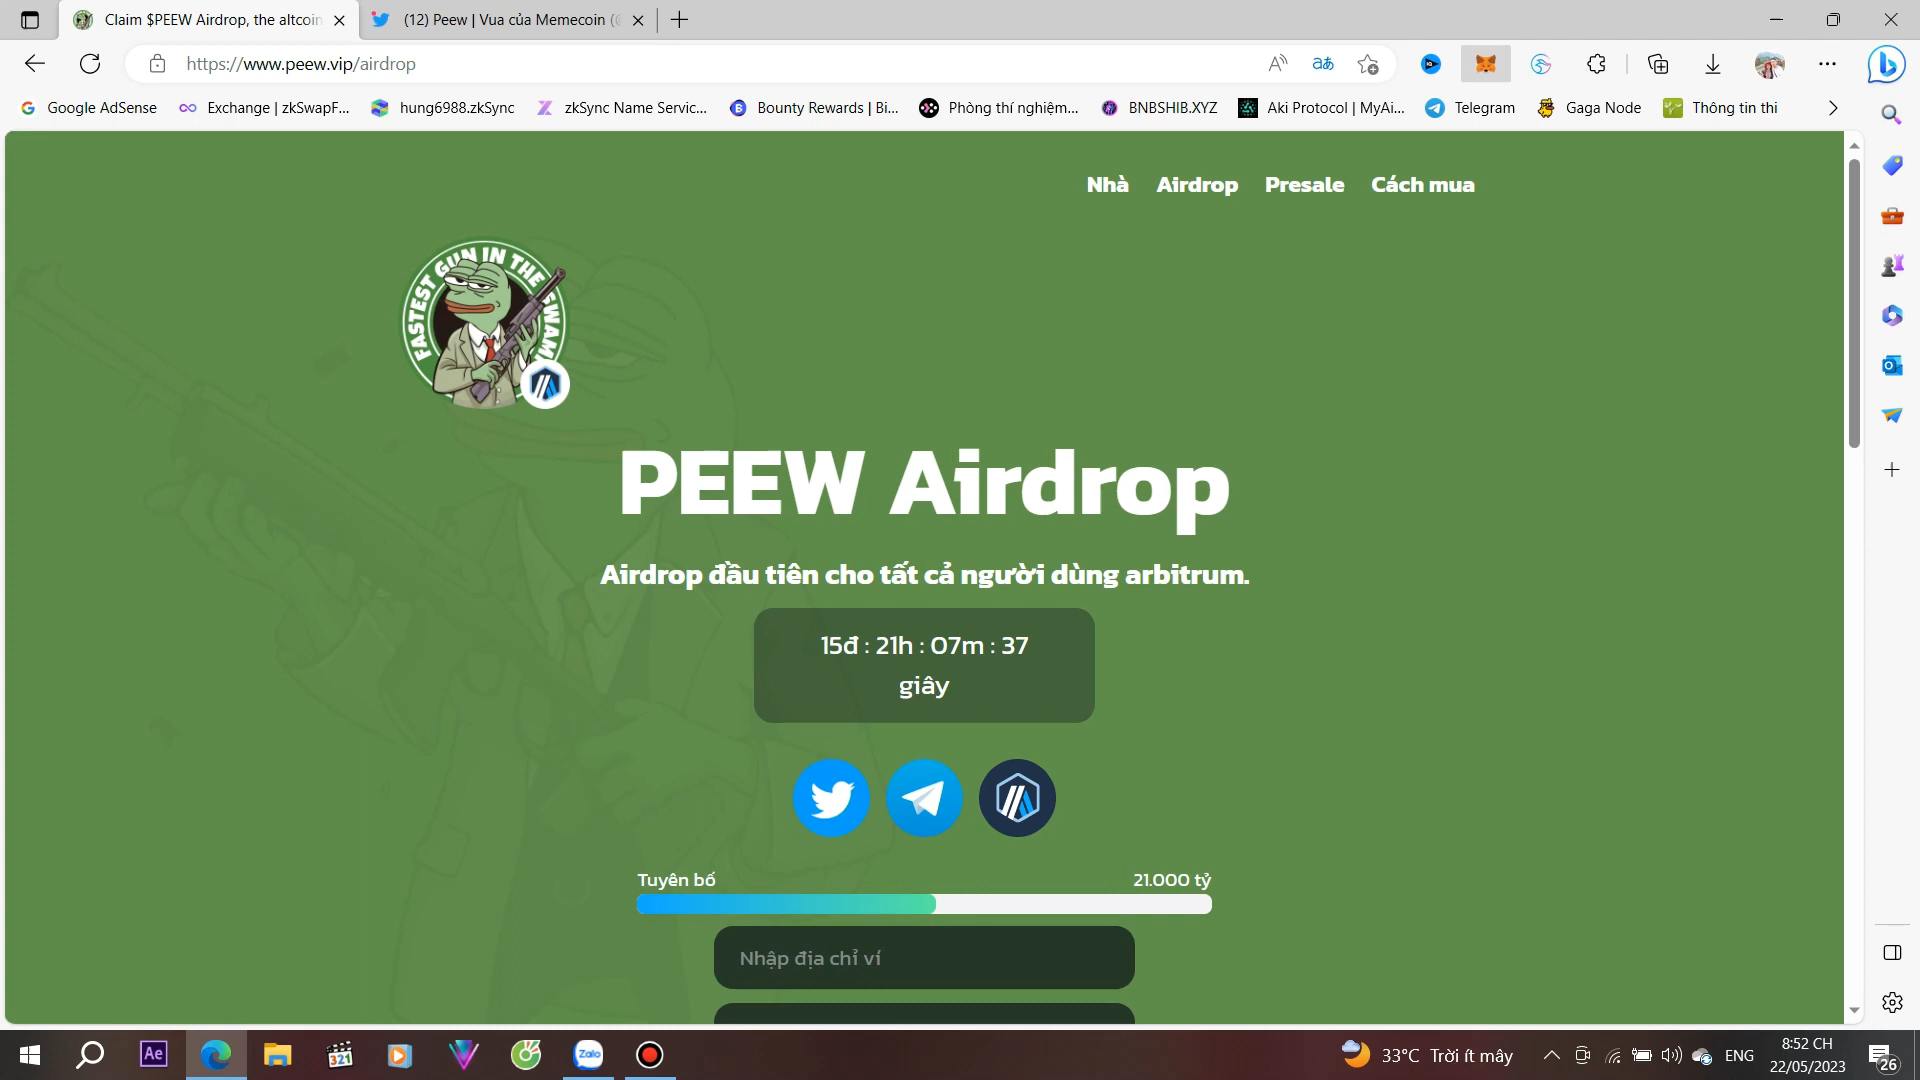 Claim $PEEW Airdrop, the altcoin
(12) Peew | Vua của Memecoin (@
https://www.peew.vip/airdrop
Google AdSense
Exchange | zkSwapF...
hung6988.zkSync
zkSync Name Servic...
Bounty Rewards | Bi...
Phòng thí nghiệm...
BNBSHIB.XYZ
Aki Protocol | MyAi...
Telegram
Gaga Node
Thông tin thi
Nhà
Airdrop
Presale
Cách mua
FASTEST GUN IN THE SWAM
PEEW Airdrop
Airdrop đầu tiên cho tất cả người dùng arbitrum.
15đ : 21h : 07m : 37
giây
Tuyên bố
21.000 tỷ
Nhập địa chỉ ví
Ae
321
Zalo
33°C Trời ít mây
ENG
8:52 CH
22/05/2023
26